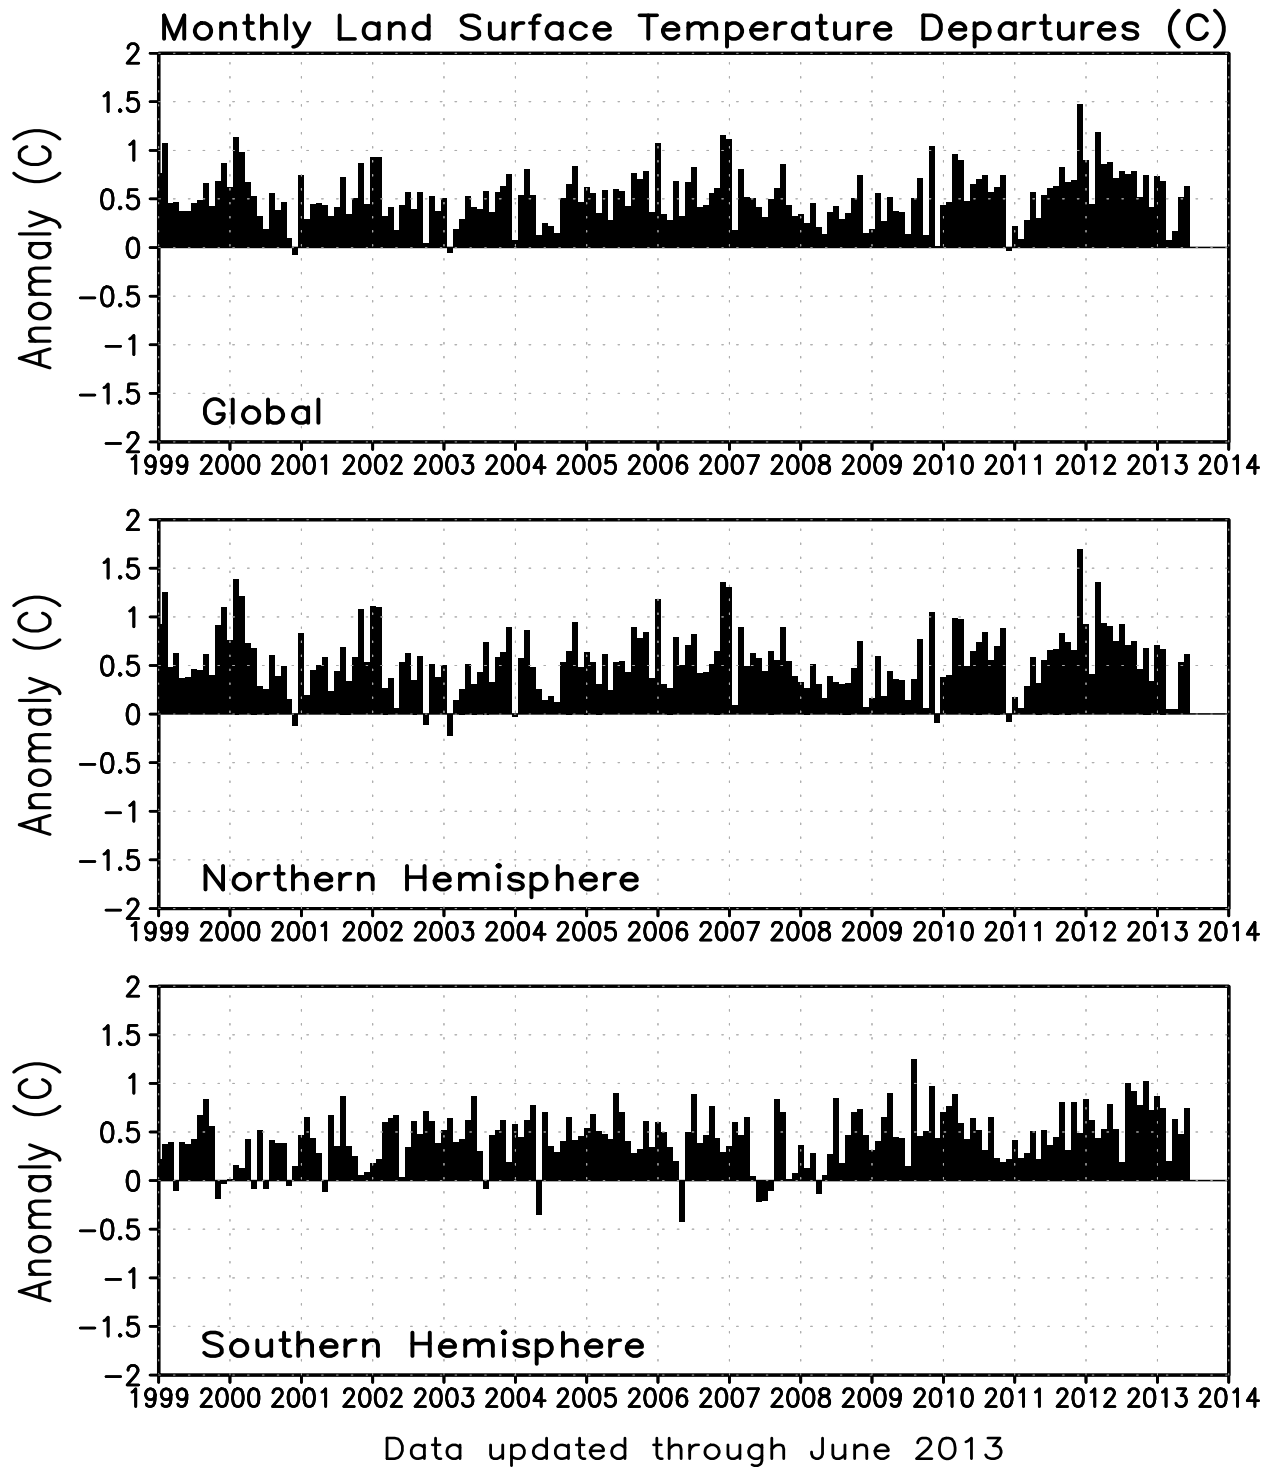 Monthly Land Surface Temperature Departures (C)
2
1.5
1
0.5
0
−0.5
−1
−1.5
−2
Anomaly (C)
Global
1999 2000 2001 2002 2003 2004 2005 2006 2007 2008 2009 2010 2011 2012 2013 2014
2
1.5
1
0.5
0
−0.5
−1
−1.5
−2
Anomaly (C)
Northern Hemisphere
1999 2000 2001 2002 2003 2004 2005 2006 2007 2008 2009 2010 2011 2012 2013 2014
2
1.5
1
0.5
0
−0.5
−1
−1.5
−2
Anomaly (C)
Southern Hemisphere
1999 2000 2001 2002 2003 2004 2005 2006 2007 2008 2009 2010 2011 2012 2013 2014
Data updated through June 2013